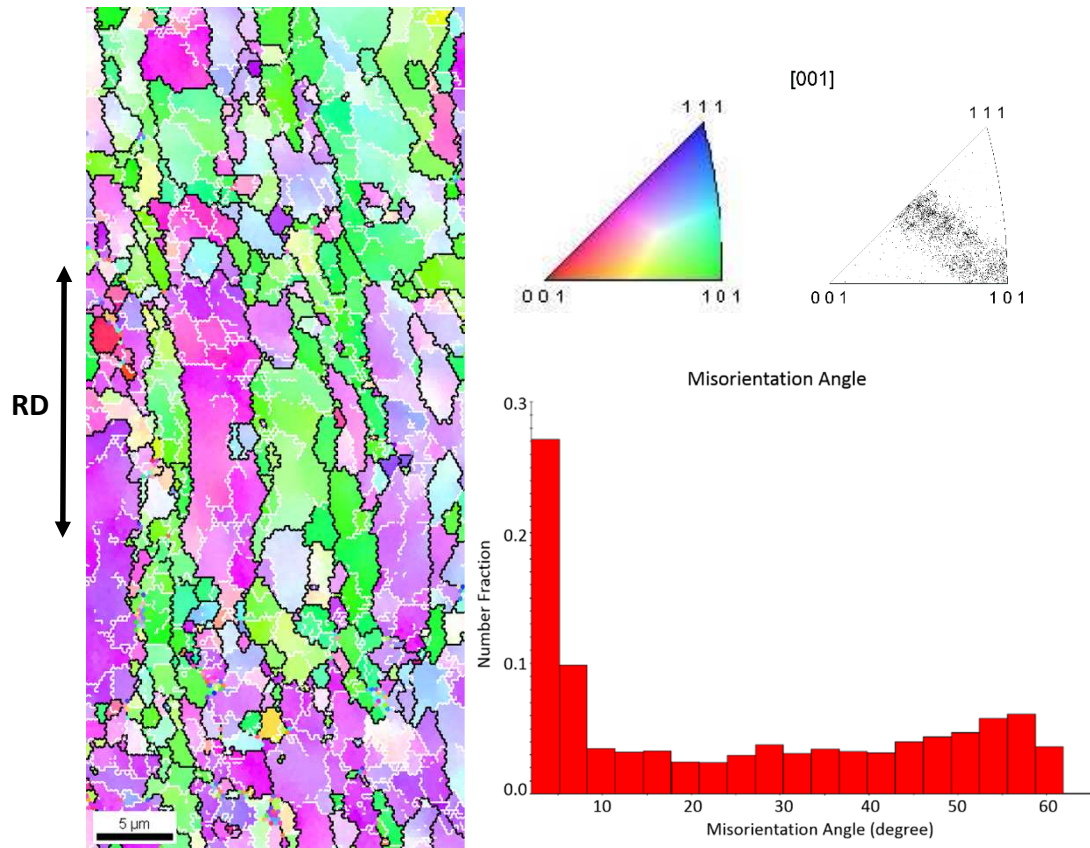 RD
5 µm
[001]
1 1 1
0 0 1
1 0 1
1 1 1
0 0 1
1 0 1
Misorientation Angle
Number Fraction
0.3
0.2
0.1
0.0
10 20 30 40 50 60
Misorientation Angle (degree)